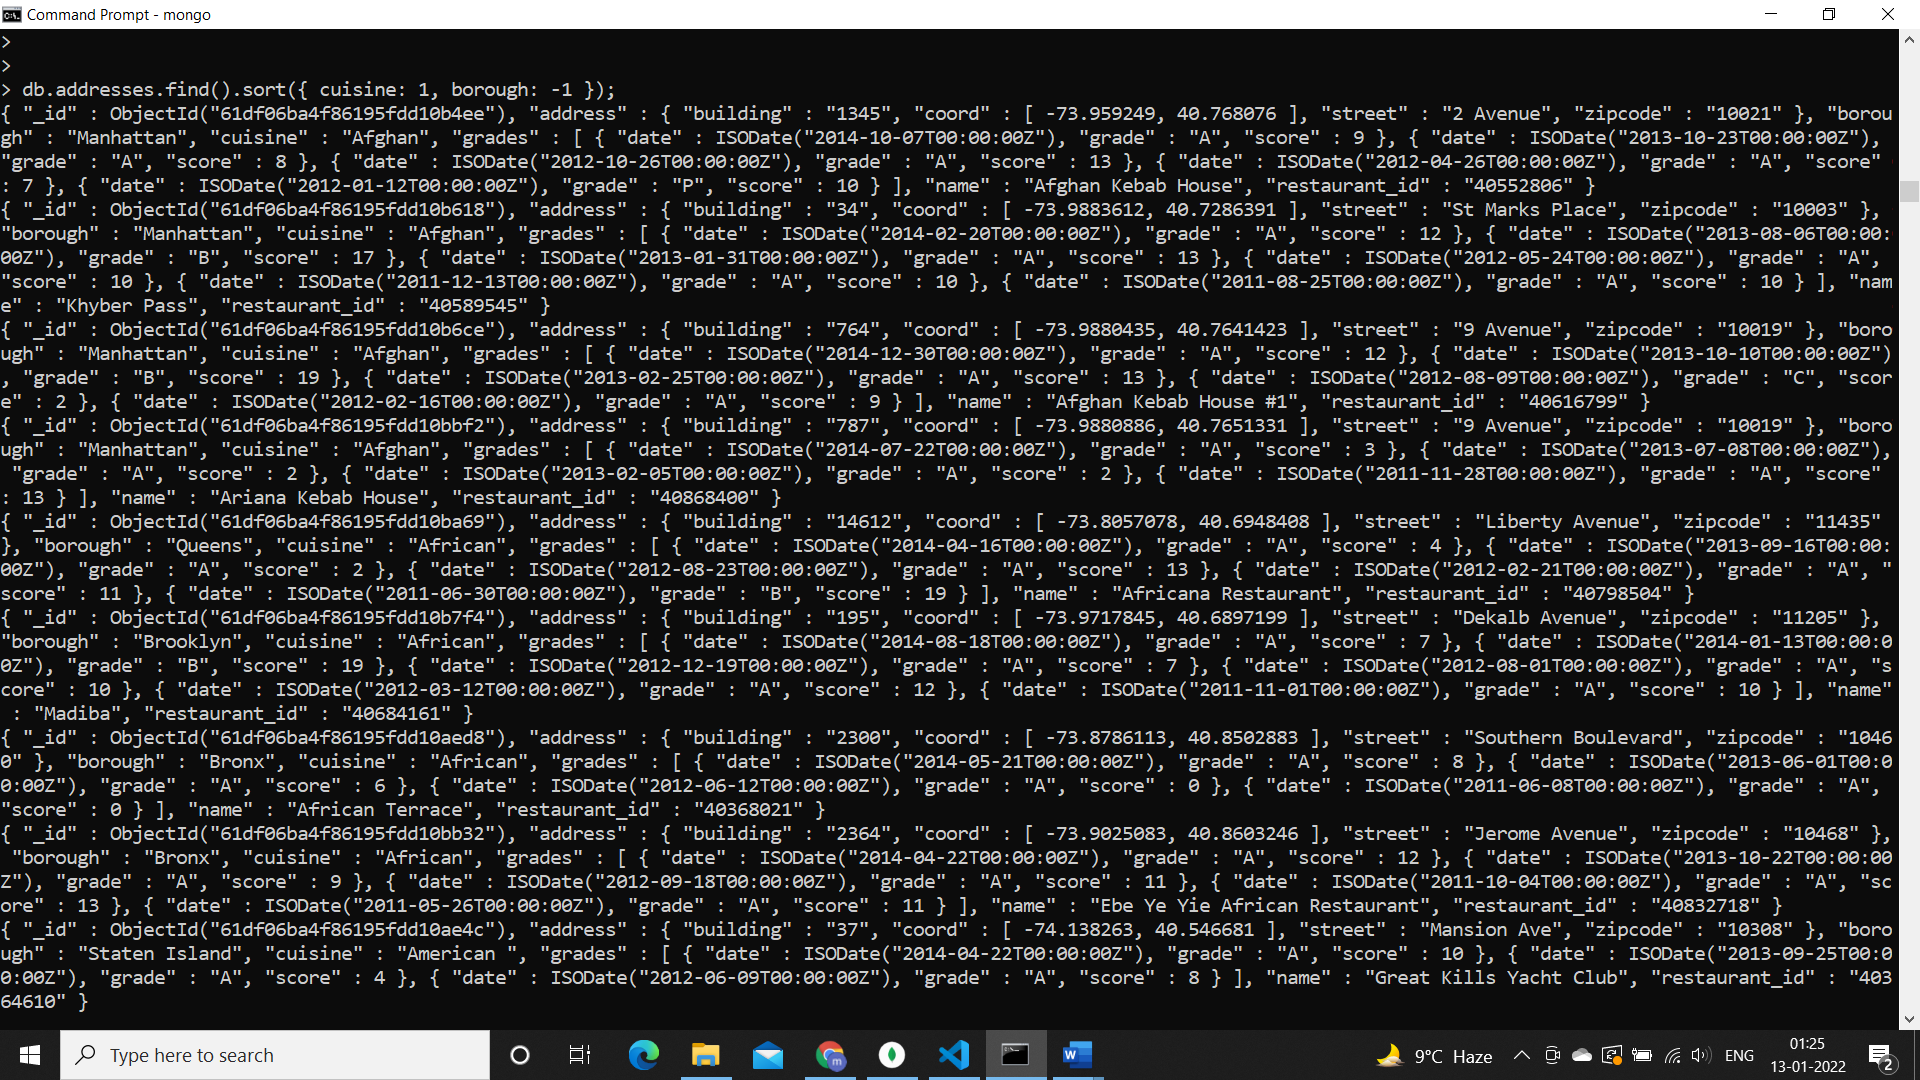 Command Prompt - mongo
>
>
> db.addresses.find().sort({ cuisine: 1, borough: -1 });
{ "_id" : ObjectId("61df06ba4f86195fdd10b4ee"), "address" : { "building" : "1345", "coord" : [ -73.959249, 40.768076 ], "street" : "2 Avenue", "zipcode" : "10021" }, "borou
gh" : "Manhattan", "cuisine" : "Afghan", "grades" : [ { "date" : ISODate("2014-10-07T00:00:00Z"), "grade" : "A", "score" : 9 }, { "date" : ISODate("2013-10-23T00:00:00Z"),
"grade" : "A", "score" : 8 }, { "date" : ISODate("2012-10-26T00:00:00Z"), "grade" : "A", "score" : 13 }, { "date" : ISODate("2012-04-26T00:00:00Z"), "grade" : "A", "score"
: 7 }, { "date" : ISODate("2012-01-12T00:00:00Z"), "grade" : "P", "score" : 10 } ], "name" : "Afghan Kebab House", "restaurant_id" : "40552806" }
{ "_id" : ObjectId("61df06ba4f86195fdd10b618"), "address" : { "building" : "34", "coord" : [ -73.9883612, 40.7286391 ], "street" : "St Marks Place", "zipcode" : "10003" },
"borough" : "Manhattan", "cuisine" : "Afghan", "grades" : [ { "date" : ISODate("2014-02-20T00:00:00Z"), "grade" : "A", "score" : 12 }, { "date" : ISODate("2013-08-06T00:00:
00Z"), "grade" : "B", "score" : 17 }, { "date" : ISODate("2013-01-31T00:00:00Z"), "grade" : "A", "score" : 13 }, { "date" : ISODate("2012-05-24T00:00:00Z"), "grade" : "A",
"score" : 10 }, { "date" : ISODate("2011-12-13T00:00:00Z"), "grade" : "A", "score" : 10 }, { "date" : ISODate("2011-08-25T00:00:00Z"), "grade" : "A", "score" : 10 } ], "nam
e" : "Khyber Pass", "restaurant_id" : "40589545" }
{ "_id" : ObjectId("61df06ba4f86195fdd10b6ce"), "address" : { "building" : "764", "coord" : [ -73.9880435, 40.7641423 ], "street" : "9 Avenue", "zipcode" : "10019" }, "boro
ugh" : "Manhattan", "cuisine" : "Afghan", "grades" : [ { "date" : ISODate("2014-12-30T00:00:00Z"), "grade" : "A", "score" : 12 }, { "date" : ISODate("2013-10-10T00:00:00Z")
, "grade" : "B", "score" : 19 }, { "date" : ISODate("2013-02-25T00:00:00Z"), "grade" : "A", "score" : 13 }, { "date" : ISODate("2012-08-09T00:00:00Z"), "grade" : "C", "scor
e" : 2 }, { "date" : ISODate("2012-02-16T00:00:00Z"), "grade" : "A", "score" : 9 } ], "name" : "Afghan Kebab House #1", "restaurant_id" : "40616799" }
{ "_id" : ObjectId("61df06ba4f86195fdd10bbf2"), "address" : { "building" : "787", "coord" : [ -73.9880886, 40.7651331 ], "street" : "9 Avenue", "zipcode" : "10019" }, "boro
ugh" : "Manhattan", "cuisine" : "Afghan", "grades" : [ { "date" : ISODate("2014-07-22T00:00:00Z"), "grade" : "A", "score" : 3 }, { "date" : ISODate("2013-07-08T00:00:00Z"),
"grade" : "A", "score" : 2 }, { "date" : ISODate("2013-02-05T00:00:00Z"), "grade" : "A", "score" : 2 }, { "date" : ISODate("2011-11-28T00:00:00Z"), "grade" : "A", "score"
: 13 } ], "name" : "Ariana Kebab House", "restaurant_id" : "40868400" }
{ "_id" : ObjectId("61df06ba4f86195fdd10ba69"), "address" : { "building" : "14612", "coord" : [ -73.8057078, 40.6948408 ], "street" : "Liberty Avenue", "zipcode" : "11435"
}, "borough" : "Queens", "cuisine" : "African", "grades" : [ { "date" : ISODate("2014-04-16T00:00:00Z"), "grade" : "A", "score" : 4 }, { "date" : ISODate("2013-09-16T00:00:
00Z"), "grade" : "A", "score" : 2 }, { "date" : ISODate("2012-08-23T00:00:00Z"), "grade" : "A", "score" : 13 }, { "date" : ISODate("2012-02-21T00:00:00Z"), "grade" : "A", "
score" : 11 }, { "date" : ISODate("2011-06-30T00:00:00Z"), "grade" : "B", "score" : 19 } ], "name" : "Africana Restaurant", "restaurant_id" : "40798504" }
{ "_id" : ObjectId("61df06ba4f86195fdd10b7f4"), "address" : { "building" : "195", "coord" : [ -73.9717845, 40.6897199 ], "street" : "Dekalb Avenue", "zipcode" : "11205" },
"borough" : "Brooklyn", "cuisine" : "African", "grades" : [ { "date" : ISODate("2014-08-18T00:00:00Z"), "grade" : "A", "score" : 7 }, { "date" : ISODate("2014-01-13T00:00:0
0Z"), "grade" : "B", "score" : 19 }, { "date" : ISODate("2012-12-19T00:00:00Z"), "grade" : "A", "score" : 7 }, { "date" : ISODate("2012-08-01T00:00:00Z"), "grade" : "A", "s
core" : 10 }, { "date" : ISODate("2012-03-12T00:00:00Z"), "grade" : "A", "score" : 12 }, { "date" : ISODate("2011-11-01T00:00:00Z"), "grade" : "A", "score" : 10 } ], "name"
: "Madiba", "restaurant_id" : "40684161" }
{ "_id" : ObjectId("61df06ba4f86195fdd10aed8"), "address" : { "building" : "2300", "coord" : [ -73.8786113, 40.8502883 ], "street" : "Southern Boulevard", "zipcode" : "1046
0" }, "borough" : "Bronx", "cuisine" : "African", "grades" : [ { "date" : ISODate("2014-05-21T00:00:00Z"), "grade" : "A", "score" : 8 }, { "date" : ISODate("2013-06-01T00:0
0:00Z"), "grade" : "A", "score" : 6 }, { "date" : ISODate("2012-06-12T00:00:00Z"), "grade" : "A", "score" : 0 }, { "date" : ISODate("2011-06-08T00:00:00Z"), "grade" : "A",
"score" : 0 } ], "name" : "African Terrace", "restaurant_id" : "40368021" }
{ "_id" : ObjectId("61df06ba4f86195fdd10bb32"), "address" : { "building" : "2364", "coord" : [ -73.9025083, 40.8603246 ], "street" : "Jerome Avenue", "zipcode" : "10468" },
"borough" : "Bronx", "cuisine" : "African", "grades" : [ { "date" : ISODate("2014-04-22T00:00:00Z"), "grade" : "A", "score" : 12 }, { "date" : ISODate("2013-10-22T00:00:00
Z"), "grade" : "A", "score" : 9 }, { "date" : ISODate("2012-09-18T00:00:00Z"), "grade" : "A", "score" : 11 }, { "date" : ISODate("2011-10-04T00:00:00Z"), "grade" : "A", "sc
ore" : 13 }, { "date" : ISODate("2011-05-26T00:00:00Z"), "grade" : "A", "score" : 11 } ], "name" : "Ebe Ye Yie African Restaurant", "restaurant_id" : "40832718" }
{ "_id" : ObjectId("61df06ba4f86195fdd10ae4c"), "address" : { "building" : "37", "coord" : [ -74.138263, 40.546681 ], "street" : "Mansion Ave", "zipcode" : "10308" }, "boro
ugh" : "Staten Island", "cuisine" : "American ", "grades" : [ { "date" : ISODate("2014-04-22T00:00:00Z"), "grade" : "A", "score" : 10 }, { "date" : ISODate("2013-09-25T00:0
0:00Z"), "grade" : "A", "score" : 4 }, { "date" : ISODate("2012-06-09T00:00:00Z"), "grade" : "A", "score" : 8 } ], "name" : "Great Kills Yacht Club", "restaurant_id" : "403
64610" }
Type here to search
9°C Haze
ENG
01:25
13-01-2022
2